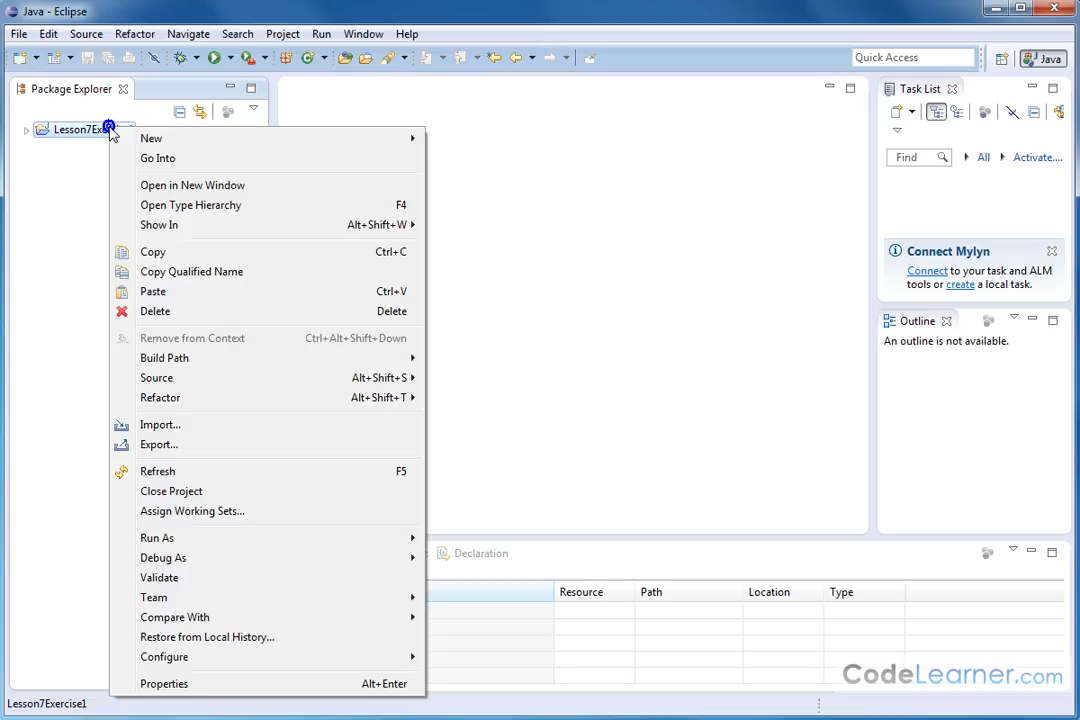 Java - Eclipse
File Edit Source Refactor Navigate Search Project Run Window Help
Quick Access
Java
Package Explorer
Task List
New
Go Into
Find
All
Activate...
Open in New Window
Open Type Hierarchy F4
Show In Alt+Shift+W
Copy Ctrl+C
Copy Qualified Name
Paste Ctrl+V
Delete Delete
Remove from Context Ctrl+Alt+Shift+Down
Build Path
Source Alt+Shift+S
Refactor Alt+Shift+T
Import...
Export...
Refresh F5
Close Project
Assign Working Sets...
Run As
Debug As
Validate
Team
Compare With
Restore from Local History...
Configure
Properties Alt+Enter
Connect Mylyn
Connect to your task and ALM
tools or create a local task.
Outline
An outline is not available.
Declaration
Resource Path Location Type
CodeLearner.com
Lesson7Exercise1